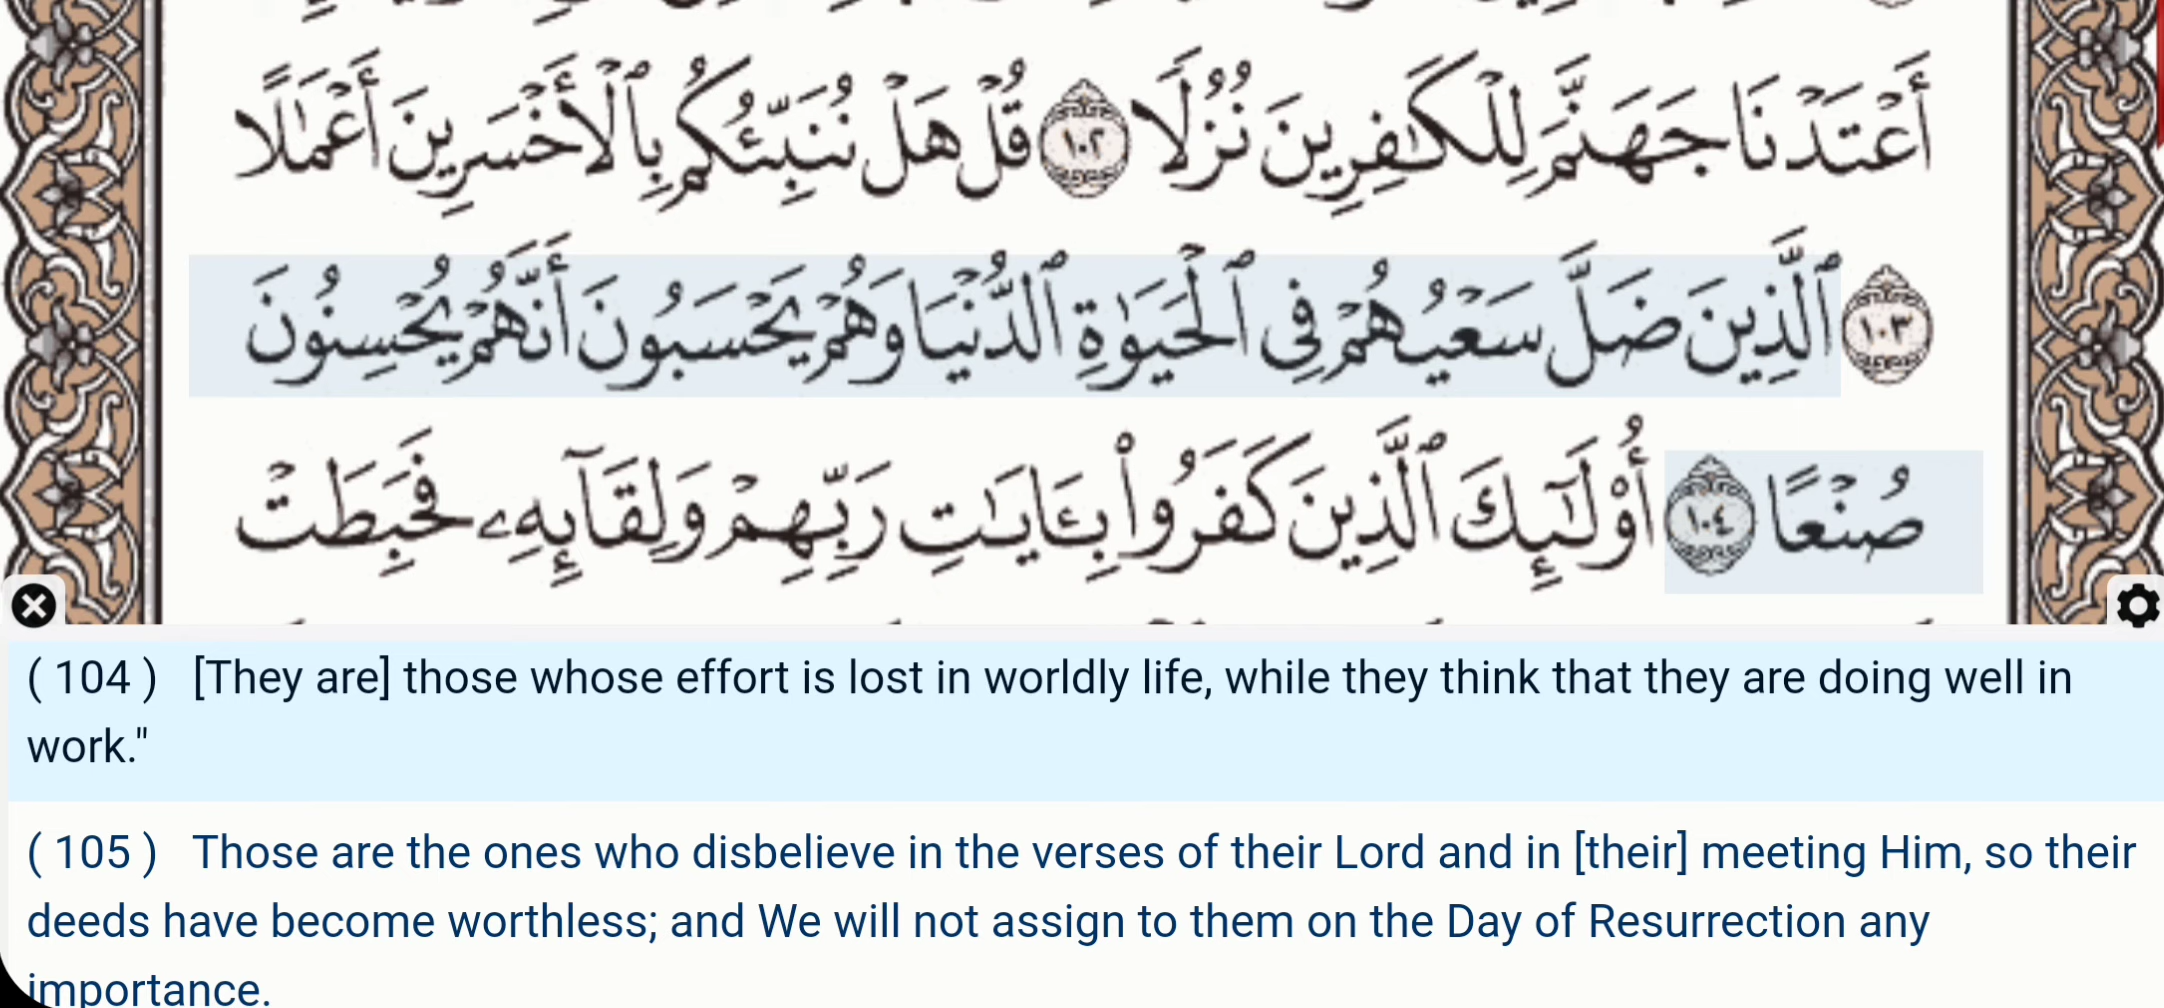 أَعْتَدْنَا جَهَنَّمَ لِلْكَٰفِرِينَ نُزُلًا ١٠٢ قُلْ هَلْ نُنَبِّئُكُم بِٱلْأَخْسَرِينَ أَعْمَٰلًا
١٠٣ ٱلَّذِينَ ضَلَّ سَعْيُهُمْ فِى ٱلْحَيَوٰةِ ٱلدُّنْيَا وَهُمْ يَحْسَبُونَ أَنَّهُمْ يُحْسِنُونَ
صُنْعًا ١٠٤ أُو۟لَٰٓئِكَ ٱلَّذِينَ كَفَرُوا۟ بِـَٔايَٰتِ رَبِّهِمْ وَلِقَآئِهِۦ فَحَبِطَتْ
( 104 ) [They are] those whose effort is lost in worldly life, while they think that they are doing well in
work."
( 105 ) Those are the ones who disbelieve in the verses of their Lord and in [their] meeting Him, so their
deeds have become worthless; and We will not assign to them on the Day of Resurrection any
importance.